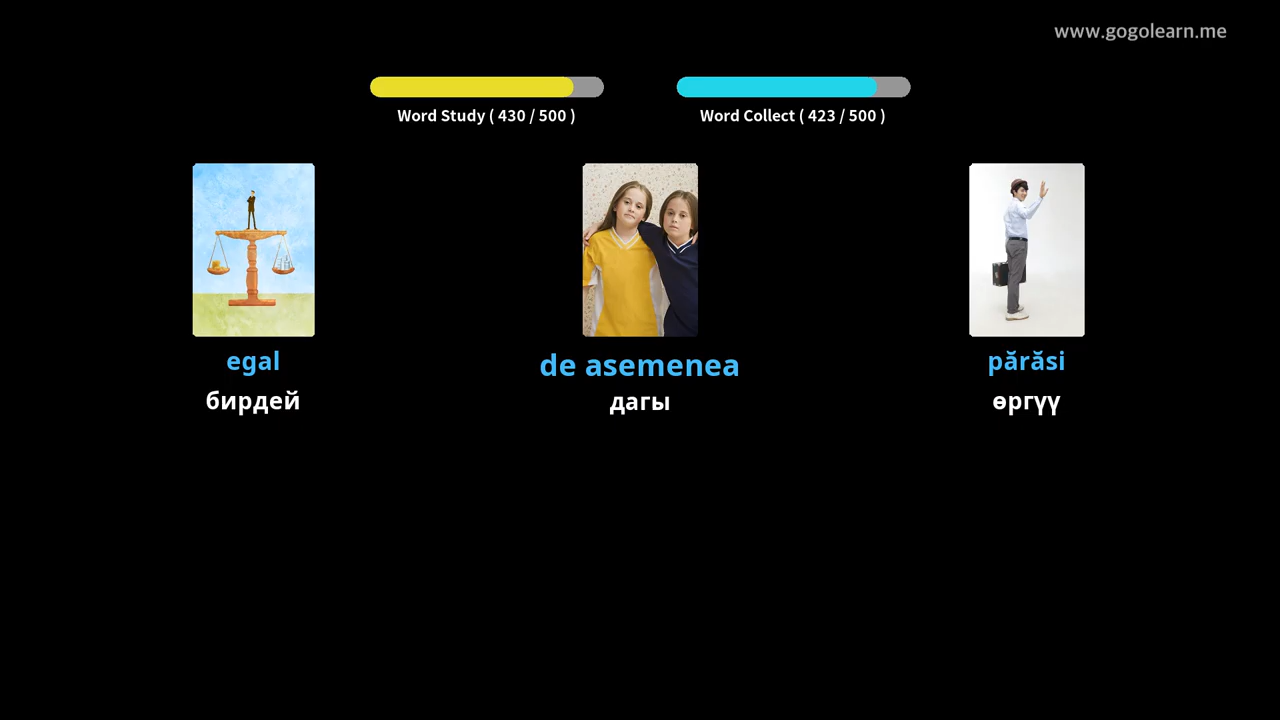 www.gogolearn.me
Word Study ( 430 / 500 )
Word Collect ( 423 / 500 )
egal
бирдей
de asemenea
дагы
părăsi
өргүү